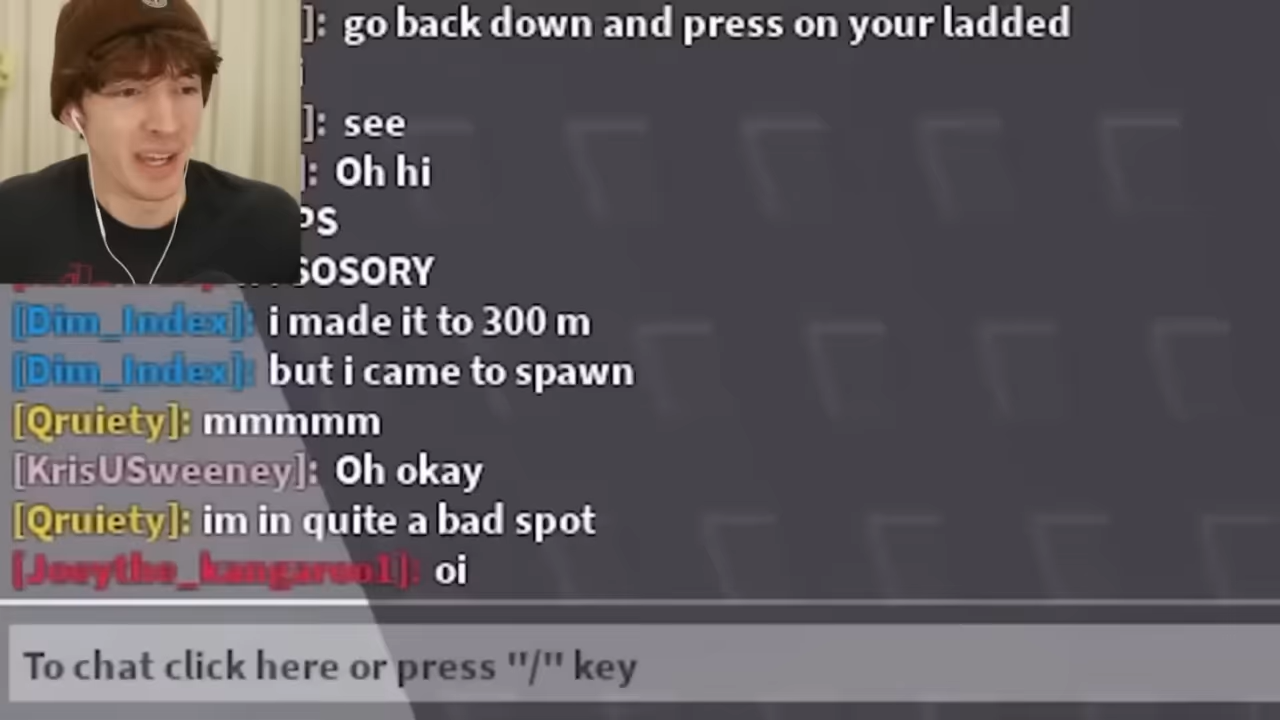 ]: go back down and press on your ladded
i
]: see
]: Oh hi
PS
SOSORY
[Dim_Index]: i made it to 300 m
[Dim_Index]: but i came to spawn
[Qruiety]: mmmmm
[KrisUSweeney]: Oh okay
[Qruiety]: im in quite a bad spot
[Joeythe_kangaroo1]: oi
To chat click here or press "/" key